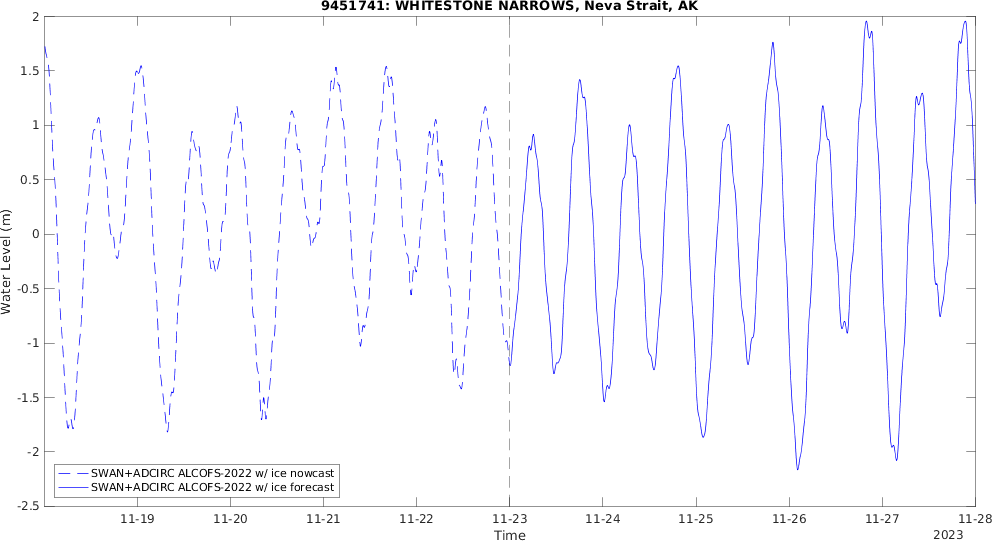 9451741: WHITESTONE NARROWS, Neva Strait, AK
2
1.5
1
0.5
0
-0.5
-1
-1.5
-2
-2.5
Water Level (m)
SWAN+ADCIRC ALCOFS-2022 w/ ice nowcast
SWAN+ADCIRC ALCOFS-2022 w/ ice forecast
11-19 11-20 11-21 11-22 11-23 11-24 11-25 11-26 11-27 11-28
Time
2023